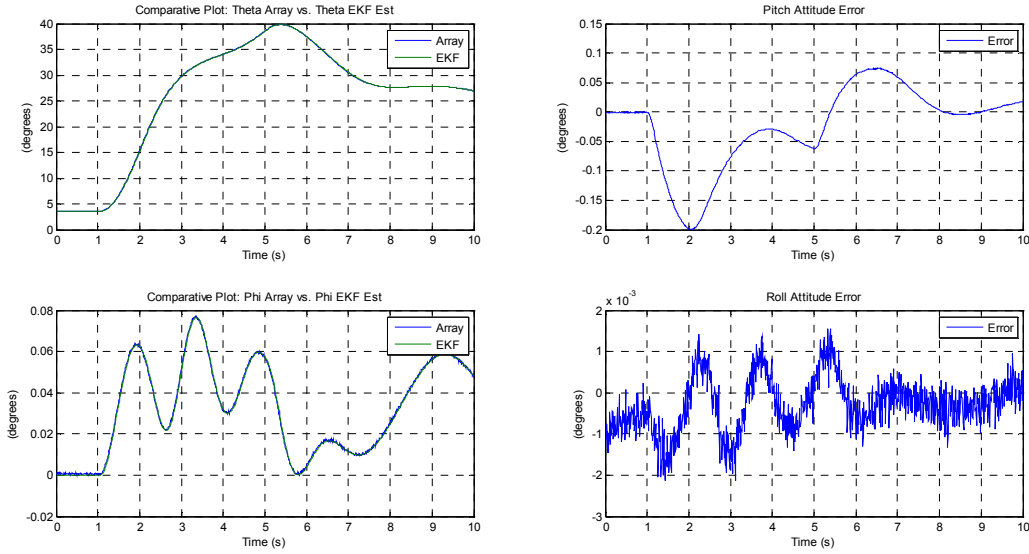 Comparative Plot: Theta Array vs. Theta EKF Est
40
35
30
25
20
15
10
5
0
(degrees)
Array
EKF
0 1 2 3 4 5 6 7 8 9 10
Time (s)
Pitch Attitude Error
0.15
0.1
0.05
0
-0.05
-0.1
-0.15
-0.2
(degrees)
Error
0 1 2 3 4 5 6 7 8 9 10
Time (s)
Comparative Plot: Phi Array vs. Phi EKF Est
0.08
0.06
0.04
0.02
0
-0.02
(degrees)
Array
EKF
0 1 2 3 4 5 6 7 8 9 10
Time (s)
Roll Attitude Error
x 10⁻³
2
1
0
-1
-2
-3
(degrees)
Error
0 1 2 3 4 5 6 7 8 9 10
Time (s)